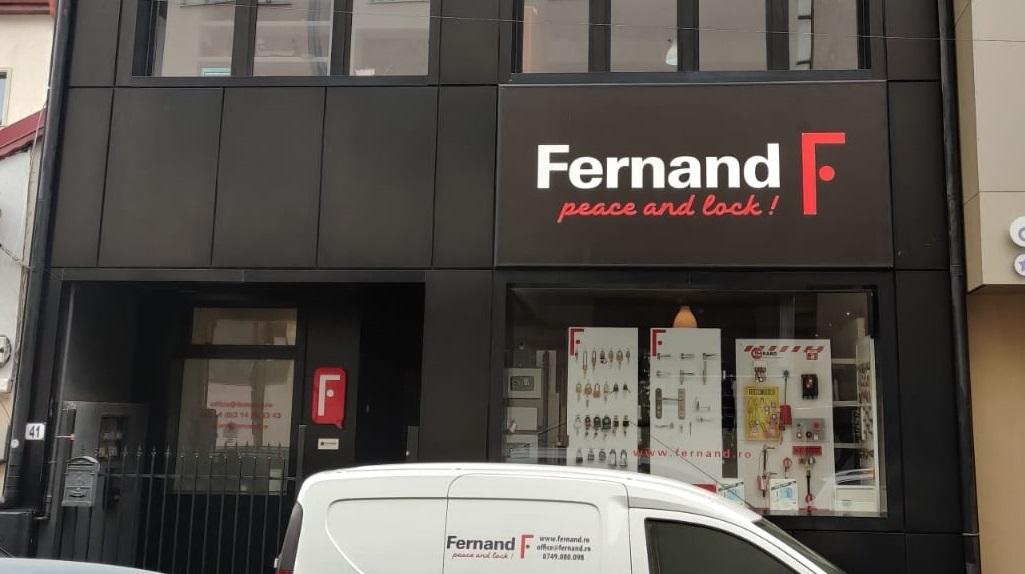 Fernand F
peace and lock!
F
41
F
F
www.fernand.ro
Fernand F
peace and lock!
www.fernand.ro
office@fernand.ro
0749.080.098